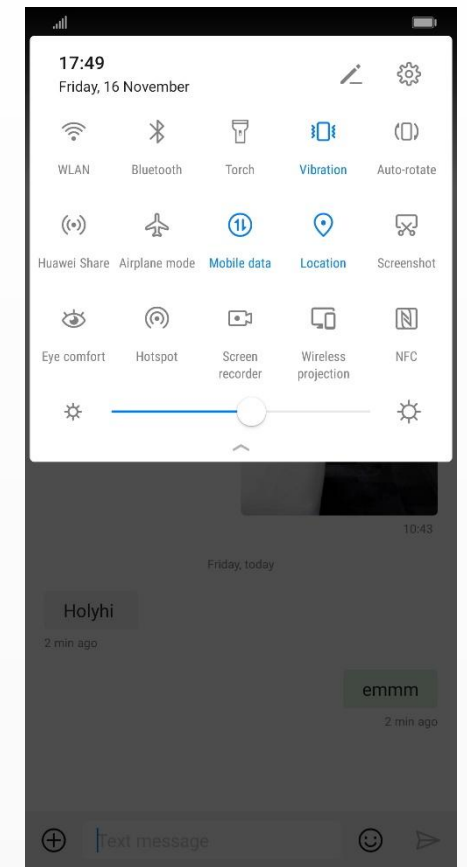 17:49
Friday, 16 November
WLAN Bluetooth Torch Vibration Auto-rotate
Huawei Share Airplane mode Mobile data Location Screenshot
Eye comfort Hotspot Screen recorder Wireless projection NFC
10:43
Friday, today
Holyhi
2 min ago
emmm
2 min ago
Text message